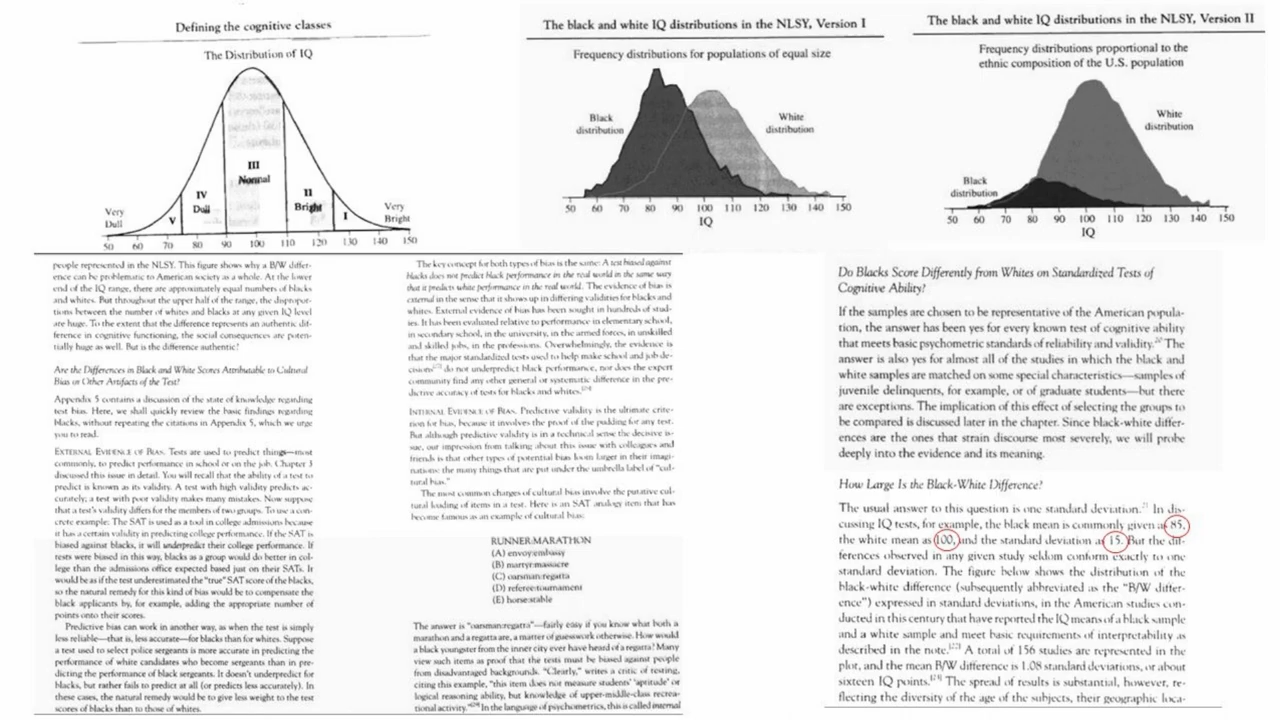 Defining the cognitive classes
The Distribution of IQ
III
Normal
IV
Dull
II
Bright
V
I
Very
Dull
Very
Bright
50 60 70 80 90 100 110 120 130 140 150
The black and white IQ distributions in the NLSY, Version I
Frequency distributions for populations of equal size
Black
distribution
White
distribution
50 60 70 80 90 100 110 120 130 140 150
IQ
The black and white IQ distributions in the NLSY, Version II
Frequency distributions proportional to the
ethnic composition of the U.S. population
White
distribution
Black
distribution
50 60 70 80 90 100 110 120 130 140 150
IQ
people represented in the NLSY. This figure shows why a B/W differ-
ence can be problematic to American society as a whole. At the lower
end of the IQ range, there are approximately equal numbers of blacks
and whites. But throughout the upper half of the range, the dispropor-
tions between the number of whites and blacks at any given IQ level
are huge. To the extent that the difference represents an authentic dif-
ference in cognitive functioning, the social consequences are poten-
tially huge as well. But is the difference authentic?
Are the Differences in Black and White Scores Attributable to Cultural
Bias or Other Artifacts of the Test?
Appendix 5 contains a discussion of the state of knowledge regarding
test bias. Here, we shall quickly review the basic findings regarding
blacks, without repeating the citations in Appendix 5, which we urge
you to read.
EXTERNAL EVIDENCE OF BIAS. Tests are used to predict things—most
commonly, to predict performance in school or on the job. Chapter 3
discussed this issue in detail. You will recall that the ability of a test to
predict is known as its validity. A test with high validity predicts ac-
curately; a test with poor validity makes many mistakes. Now suppose
that a test's validity differs for the members of two groups. To use a con-
crete example: The SAT is used as a tool in college admissions because
it has a certain validity in predicting college performance. If the SAT is
biased against blacks, it will underpredict their college performance. If
tests were biased in this way, blacks as a group would do better in col-
lege than the admissions office expected based just on their SATs. It
would be as if the test underestimated the "true" SAT score of the blacks,
so the natural remedy for this kind of bias would be to compensate the
black applicants by, for example, adding the appropriate number of
points onto their scores.
Predictive bias can work in another way, as when the test is simply
less reliable—that is, less accurate—for blacks than for whites. Suppose
a test used to select police sergeants is more accurate in predicting the
performance of white candidates who become sergeants than in pre-
dicting the performance of black sergeants. It doesn't underpredict for
blacks, but rather fails to predict at all (or predicts less accurately). In
these cases, the natural remedy would be to give less weight to the test
scores of blacks than to those of whites.
The key concept for both types of bias is the same: A test biased against
blacks does not predict black performance in the real world in the same way
that it predicts white performance in the real world. The evidence of bias is
external in the sense that it shows up in differing validities for blacks and
whites. External evidence of bias has been sought in hundreds of stud-
ies. It has been evaluated relative to performance in elementary school,
in secondary school, in the university, in the armed forces, in unskilled
and skilled jobs, in the professions. Overwhelmingly, the evidence is
that the major standardized tests used to help make school and job de-
cisions do not underpredict black performance, nor does the expert
community find any other general or systematic difference in the pre-
dictive accuracy of tests for blacks and whites.
INTERNAL EVIDENCE OF BIAS. Predictive validity is the ultimate crite-
rion for bias, because it involves the proof of the pudding for any test.
But although predictive validity is in a technical sense the decisive is-
sue, our impression from talking about this issue with colleagues and
friends is that other types of potential bias loom larger in their imagi-
nations: the many things that are put under the umbrella label of "cul-
tural bias."
The most common charges of cultural bias involve the putative cul-
tural loading of items in a test. Here is an SAT analogy item that has
become famous as an example of cultural bias:
RUNNER:MARATHON
(A) envoy:embassy
(B) martyr:massacre
(C) oarsman:regatta
(D) referee:tournament
(E) horse:stable
The answer is "oarsman:regatta"—fairly easy if you know what both a
marathon and a regatta are, a matter of guesswork otherwise. How would
a black youngster from the inner city ever have heard of a regatta? Many
view such items as proof that the tests must be biased against people
from disadvantaged backgrounds. "Clearly," writes a critic of testing,
citing this example, "this item does not measure students' 'aptitude' or
logical reasoning ability, but knowledge of upper-middle-class recrea-
tional activity." In the language of psychometrics, this is called internal
Do Blacks Score Differently from Whites on Standardized Tests of
Cognitive Ability?
If the samples are chosen to be representative of the American popula-
tion, the answer has been yes for every known test of cognitive ability
that meets basic psychometric standards of reliability and validity. The
answer is also yes for almost all of the studies in which the black and
white samples are matched on some special characteristics—samples of
juvenile delinquents, for example, or of graduate students—but there
are exceptions. The implication of this effect of selecting the groups to
be compared is discussed later in the chapter. Since black-white differ-
ences are the ones that strain discourse most severely, we will probe
deeply into the evidence and its meaning.
How Large Is the Black-White Difference?
The usual answer to this question is one standard deviation. In dis-
cussing IQ tests, for example, the black mean is commonly given as 85,
the white mean as 100, and the standard deviation as 15. But the dif-
ferences observed in any given study seldom conform exactly to one
standard deviation. The figure below shows the distribution of the
black-white difference (subsequently abbreviated as the "B/W differ-
ence") expressed in standard deviations, in the American studies con-
ducted in this century that have reported the IQ means of a black sample
and a white sample and meet basic requirements of interpretability as
described in the note. A total of 156 studies are represented in the
plot, and the mean B/W difference is 1.08 standard deviations, or about
sixteen IQ points. The spread of results is substantial, however, re-
flecting the diversity of the age of the subjects, their geographic loca-